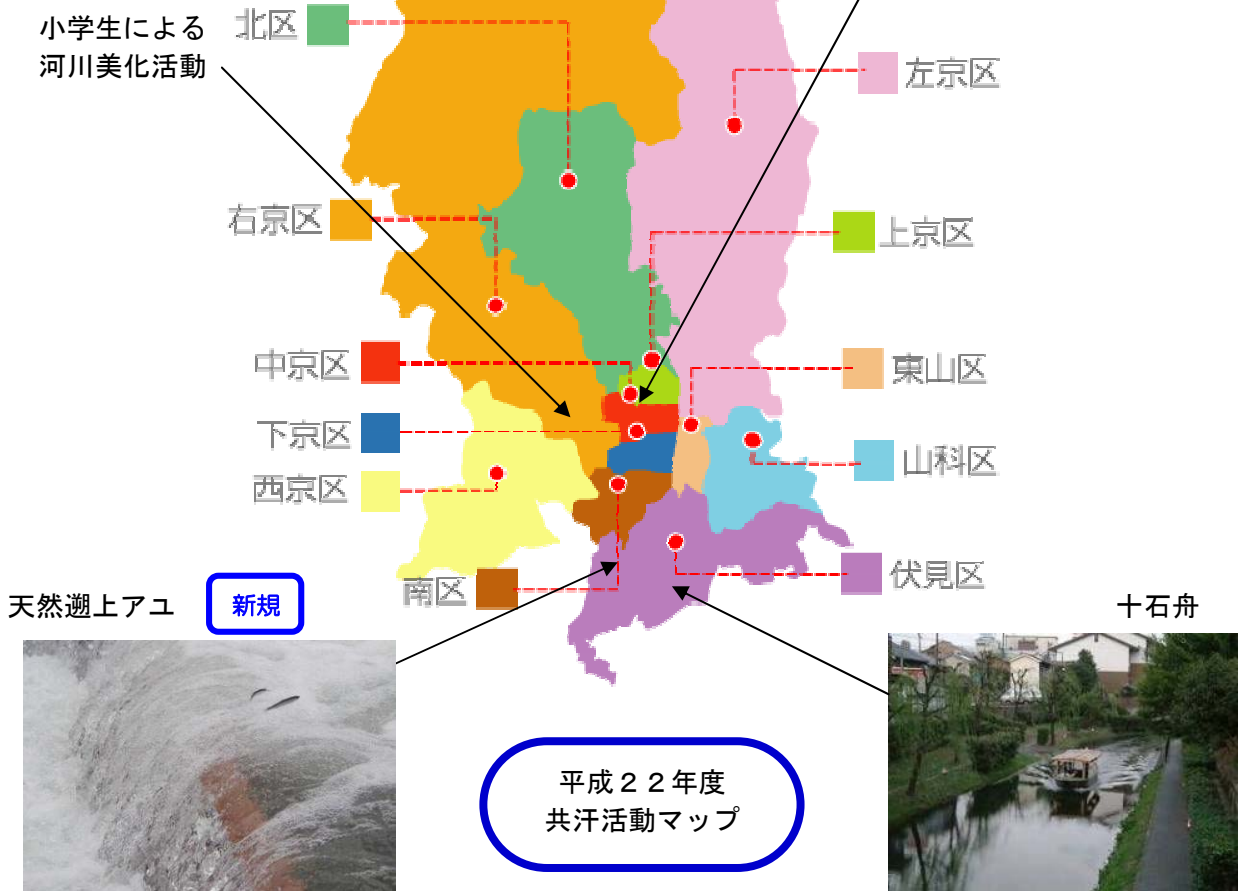 小学生による
河川美化活動
北区
左京区
右京区
上京区
中京区
東山区
下京区
山科区
西京区
南区
伏見区
天然遡上アユ
新規
十石舟
平成２２年度
共汗活動マップ